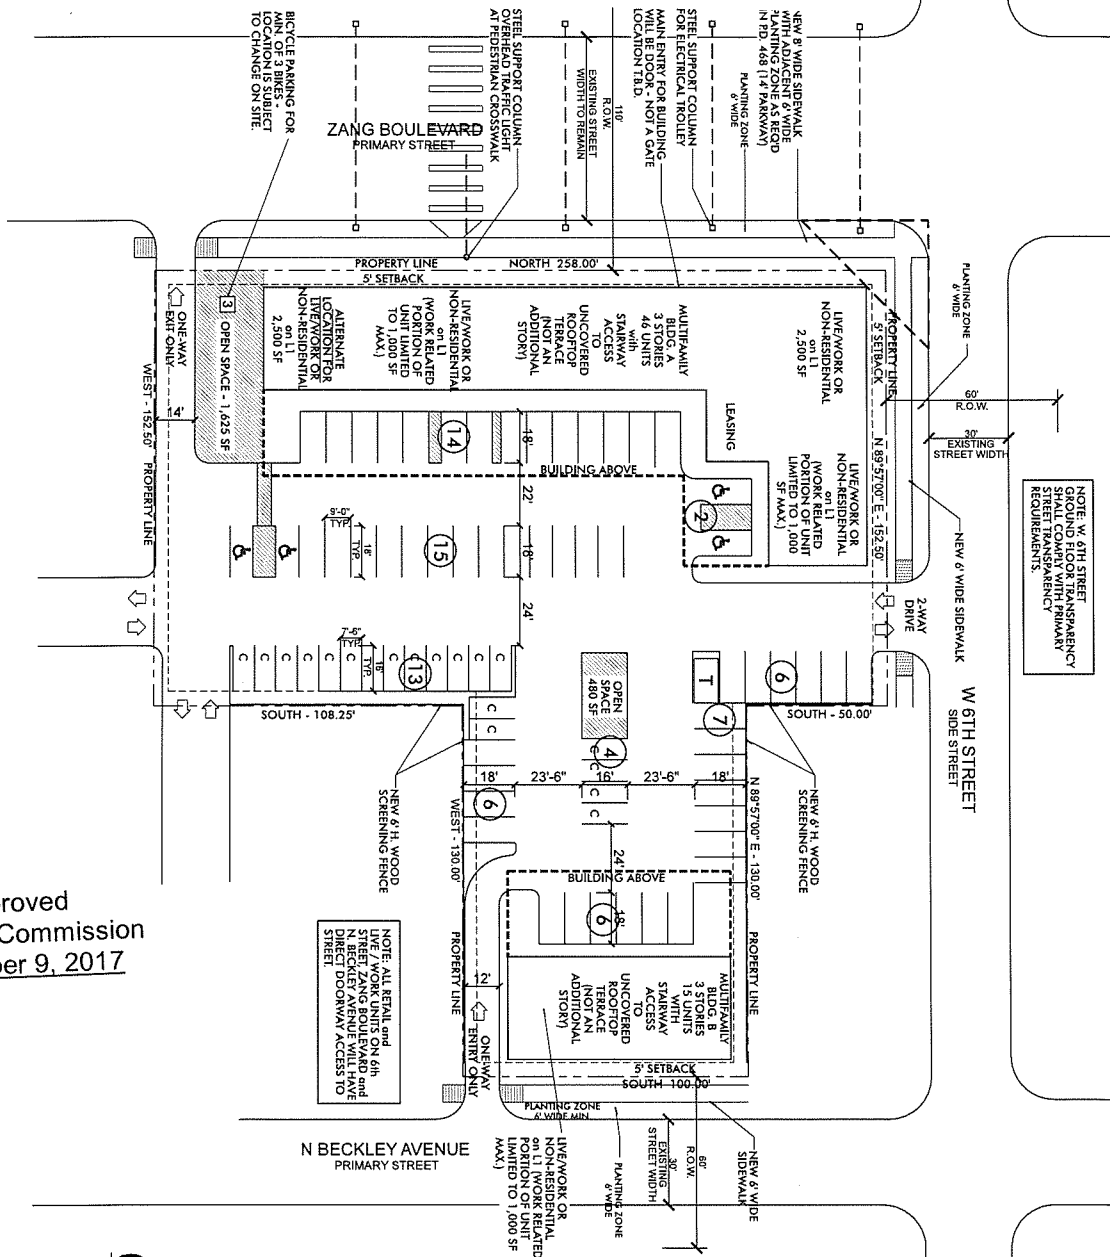 BICYCLE PARKING FOR
MIN. OF 3 BIKES -
LOCATION IS SUBJECT
TO CHANGE ON SITE.
ZANG BOULEVARD
PRIMARY STREET
STEEL SUPPORT COLUMN
OVERHEAD TRAFFIC LIGHT
AT PEDESTRIAN CROSSWALK
EXISTING STREET
WIDTH TO REMAIN
110'
R.O.W.
MAIN ENTRY FOR BUILDING
WILL BE DOOR - NOT A GATE
LOCATION T.B.D.
STEEL SUPPORT COLUMN
FOR ELECTRICAL TROLLEY
PLANTING ZONE
6' WIDE
NEW 8' WIDE SIDEWALK
WITH ADJACENT 6' WIDE
PLANTING ZONE AS REQ'D
IN P.D. 468 (14' PARKWAY)
PROPERTY LINE
NORTH 258.00'
5' SETBACK
PLANTING ZONE
6' WIDE
PROPERTY LINE
5' SETBACK
N 89°57'00" E - 152.50'
60'
R.O.W.
30'
EXISTING
STREET WIDTH
ONE-WAY
EXIT ONLY
3
OPEN SPACE - 1,625 SF
ALTERNATE
LOCATION FOR
LIVE/WORK OR
NON-RESIDENTIAL
on L1
2,500 SF
LIVE/WORK OR
NON-RESIDENTIAL
on L1
(WORK RELATED
PORTION OF
UNIT LIMITED
TO 1,000 SF
MAX.)
MULTIFAMILY
BLDG. A
3 STORIES
46 UNITS
with
STAIRWAY
ACCESS
TO
UNCOVERED
ROOFTOP
TERRACE
(NOT AN
ADDITIONAL
STORY)
LIVE/WORK OR
NON-RESIDENTIAL
on L1
2,500 SF
LEASING
LIVE/WORK OR
NON-RESIDENTIAL
on L1
(WORK RELATED
PORTION OF UNIT
LIMITED TO 1,000
SF MAX.)
WEST - 152.50'
PROPERTY LINE
14'
14
18'
BUILDING ABOVE
22'
2
9'-0"
TYP.
18'
TYP.
15
18'
24'
NOTE: W. 6TH STREET
GROUND FLOOR TRANSPARENCY
SHALL COMPLY WITH PRIMARY
STREET TRANSPARENCY
REQUIREMENTS.
NEW 6' WIDE SIDEWALK
2-WAY
DRIVE
W 6TH STREET
SIDE STREET
7'-6"
TYP.
16'
TYP.
C C C C C C C C C C
13
SOUTH - 108.25'
C
C
OPEN
SPACE
480 SF
T
6
7
SOUTH - 50.00'
4
C
C
C
18'
23'-6"
16'
23'-6"
18'
NEW 6' H. WOOD
SCREENING FENCE
6
WEST - 130.00'
NEW 6' H. WOOD
SCREENING FENCE
N 89°57'00" E - 130.00'
24'
BUILDING ABOVE
6
18'
PROPERTY LINE
PROPERTY LINE
roved
Commission
er 9, 2017
NOTE: ALL RETAIL and
LIVE / WORK UNITS ON 6th
STREET, ZANG BOULEVARD and
N. BECKLEY AVENUE WILL HAVE
DIRECT DOORWAY ACCESS TO
STREET.
12'
ONE-WAY
ENTRY ONLY
MULTIFAMILY
BLDG. B
3 STORIES
15 UNITS
WITH
STAIRWAY
ACCESS
TO
UNCOVERED
ROOFTOP
TERRACE
(NOT AN
ADDITIONAL
STORY)
5' SETBACK
SOUTH 100.00'
PLANTING ZONE
6' WIDE MIN.
N BECKLEY AVENUE
PRIMARY STREET
LIVE/WORK OR
NON-RESIDENTIAL
on L1 (WORK RELATED
PORTION OF UNIT
LIMITED TO 1,000 SF
MAX.)
PLANTING ZONE
6' WIDE
EXISTING
30'
STREET WIDTH
60'
R.O.W.
NEW 6' WIDE
SIDEWALK